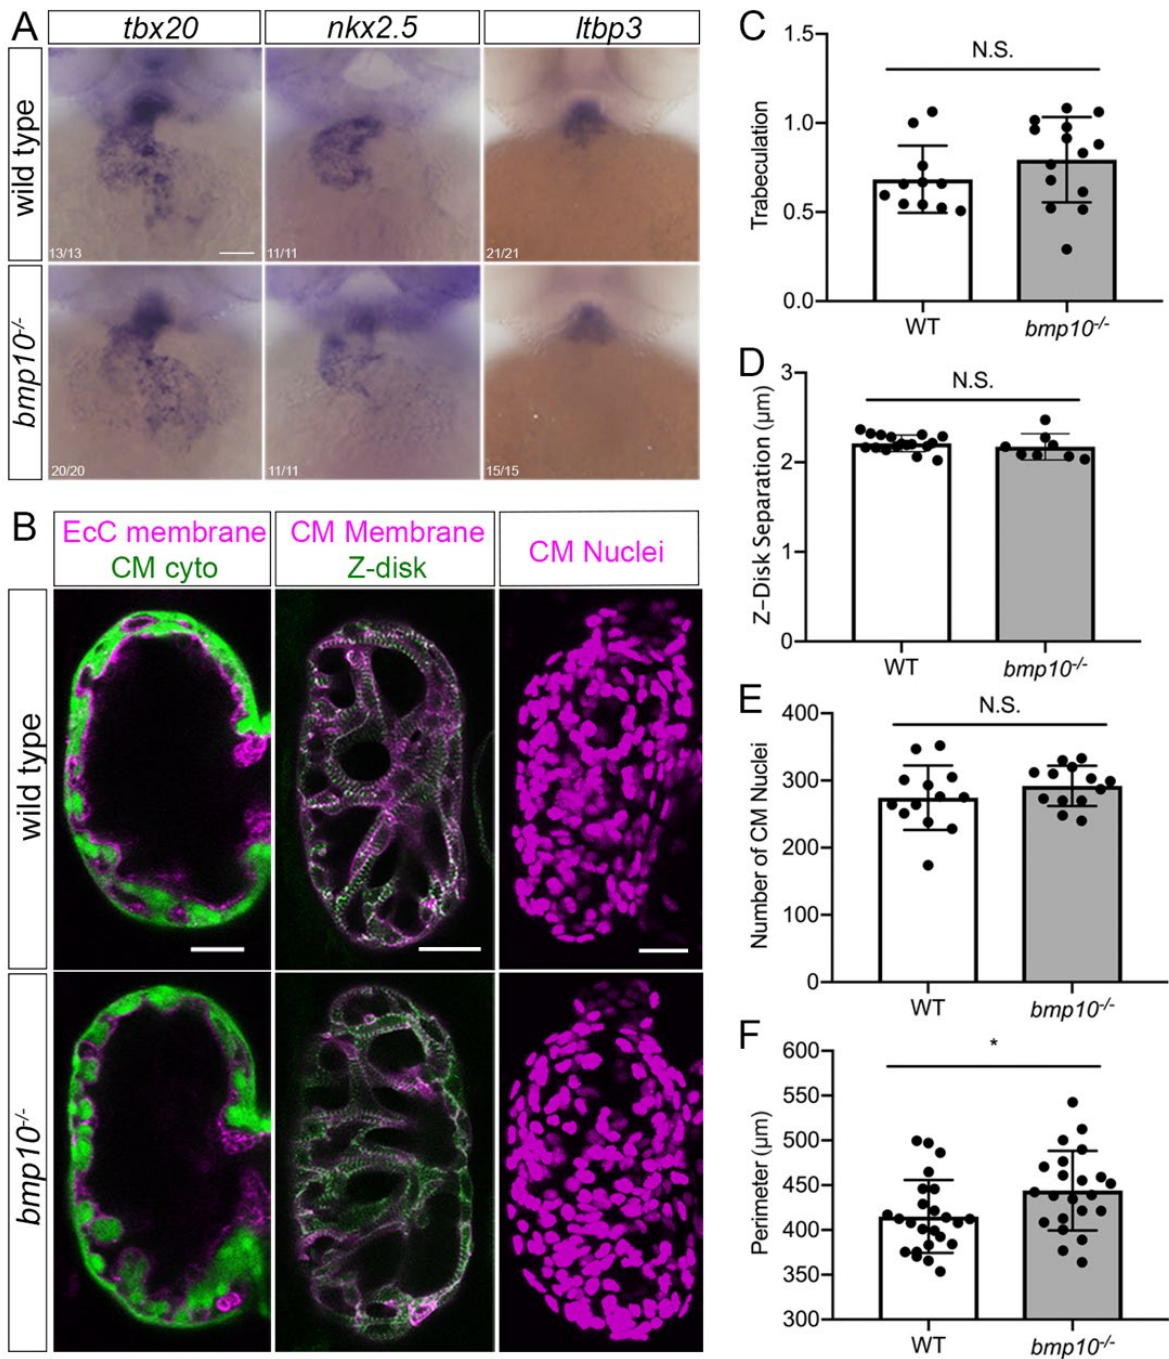 A
tbx20
nkx2.5
ltbp3
wild type
13/13
11/11
21/21
bmp10-/-
20/20
11/11
15/15
B
EcC membrane
CM cyto
CM Membrane
Z-disk
CM Nuclei
wild type
bmp10-/-
C
1.5
N.S.
1.0
Trabeculation
0.5
0.0
WT
bmp10-/-
D
3
N.S.
2
Z-Disk Separation (μm)
1
0
WT
bmp10-/-
E
400
N.S.
300
Number of CM Nuclei
200
100
0
WT
bmp10-/-
F
600
*
550
500
Perimeter (μm)
450
400
350
300
WT
bmp10-/-